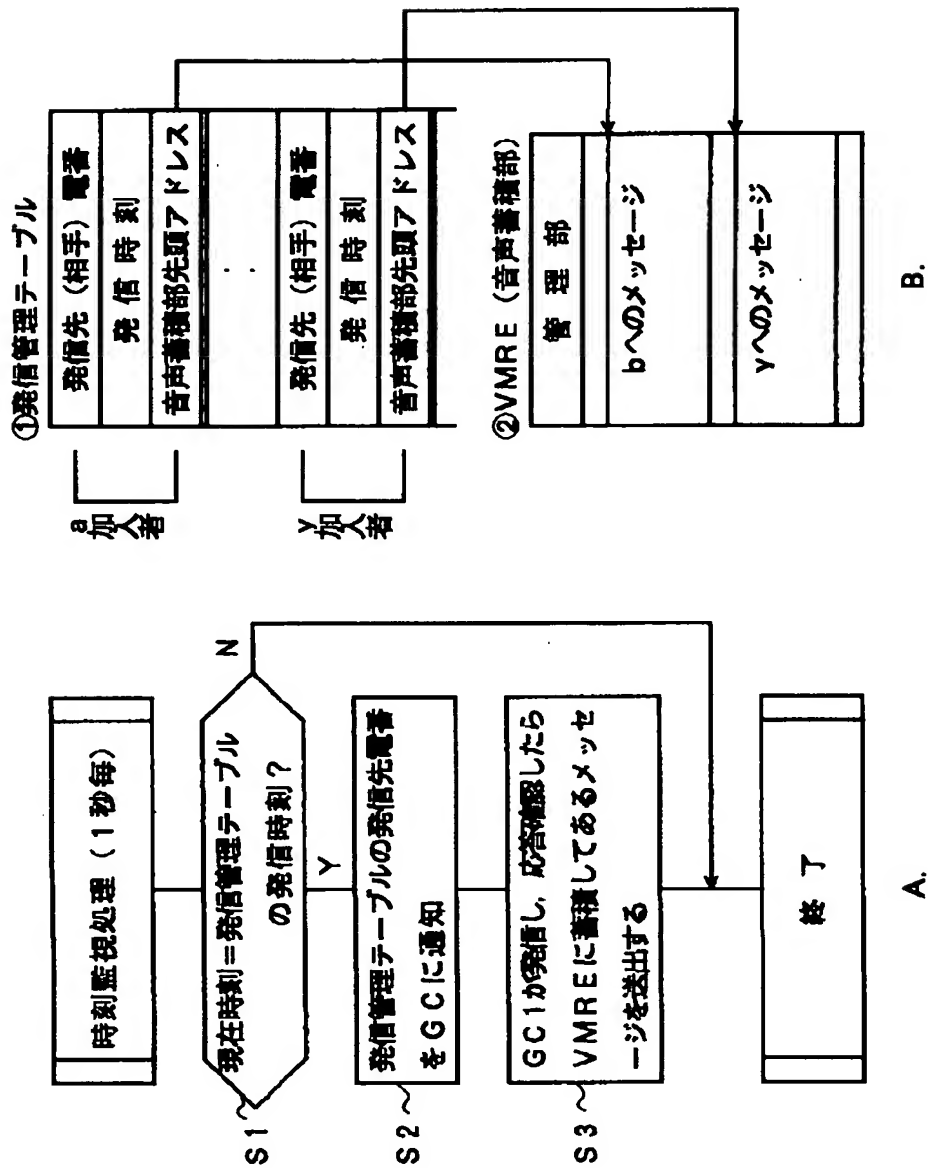 時刻監視処理（1秒毎）
現在時刻＝発信管理テーブル
の発信時刻？
N
Y
S1
発信管理テーブルの発信先電番
をGCに通知
S2
GC1が発信し，応答確認したら
VMREに蓄積してあるメッセ
ージを送出する
S3
終了
A.
①発信管理テーブル
発信先（相手）電番
発信時刻
音声蓄積部先頭アドレス
発信先（相手）電番
発信時刻
音声蓄積部先頭アドレス
a
加入者
y
加入者
②VMRE（音声蓄積部）
管理部
bへのメッセージ
yへのメッセージ
B.